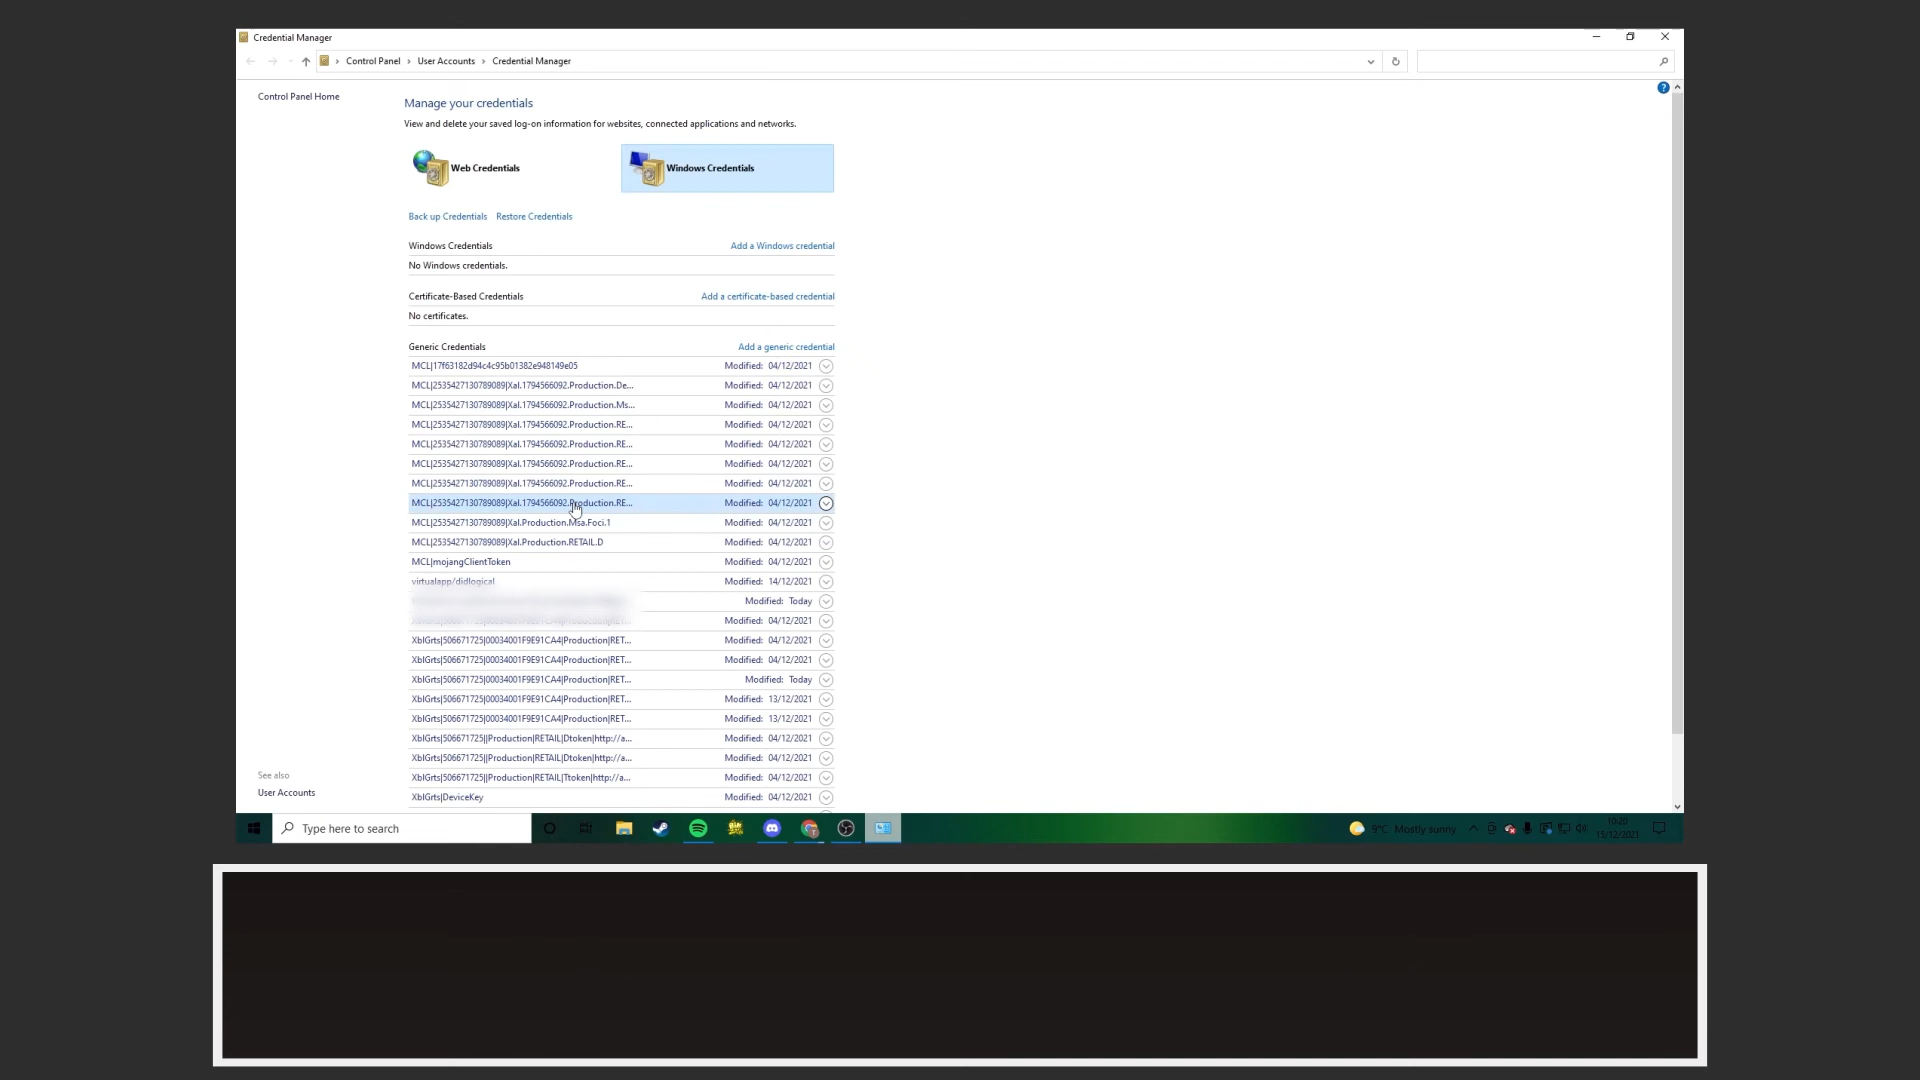 Credential Manager
Control Panel > User Accounts > Credential Manager
Control Panel Home
Manage your credentials
View and delete your saved log-on information for websites, connected applications and networks.
Web Credentials
Windows Credentials
Back up Credentials Restore Credentials
Windows Credentials Add a Windows credential
No Windows credentials.
Certificate-Based Credentials Add a certificate-based credential
No certificates.
Generic Credentials Add a generic credential
MCL|17f63182d94c4c95b01382e948149e05 Modified: 04/12/2021
MCL|2535427130789089|Xal.1794566092.Production.De... Modified: 04/12/2021
MCL|2535427130789089|Xal.1794566092.Production.Ms... Modified: 04/12/2021
MCL|2535427130789089|Xal.1794566092.Production.RE... Modified: 04/12/2021
MCL|2535427130789089|Xal.1794566092.Production.RE... Modified: 04/12/2021
MCL|2535427130789089|Xal.1794566092.Production.RE... Modified: 04/12/2021
MCL|2535427130789089|Xal.1794566092.Production.RE... Modified: 04/12/2021
MCL|2535427130789089|Xal.1794566092.Production.RE... Modified: 04/12/2021
MCL|2535427130789089|Xal.Production.Msa.Foci.1 Modified: 04/12/2021
MCL|2535427130789089|Xal.Production.RETAIL.D Modified: 04/12/2021
MCL|mojangClientToken Modified: 04/12/2021
virtualapp/didlogical Modified: 14/12/2021
Modified: Today
Modified: 04/12/2021
XblGrts|506671725|00034001F9E91CA4|Production|RET... Modified: 04/12/2021
XblGrts|506671725|00034001F9E91CA4|Production|RET... Modified: 04/12/2021
XblGrts|506671725|00034001F9E91CA4|Production|RET... Modified: Today
XblGrts|506671725|00034001F9E91CA4|Production|RET... Modified: 13/12/2021
XblGrts|506671725|00034001F9E91CA4|Production|RET... Modified: 13/12/2021
XblGrts|506671725||Production|RETAIL|Dtoken|http://a... Modified: 04/12/2021
XblGrts|506671725||Production|RETAIL|Dtoken|http://a... Modified: 04/12/2021
XblGrts|506671725||Production|RETAIL|Ttoken|http://a... Modified: 04/12/2021
XblGrts|DeviceKey Modified: 04/12/2021
See also
User Accounts
Type here to search
9°C Mostly sunny
10:20
15/12/2021